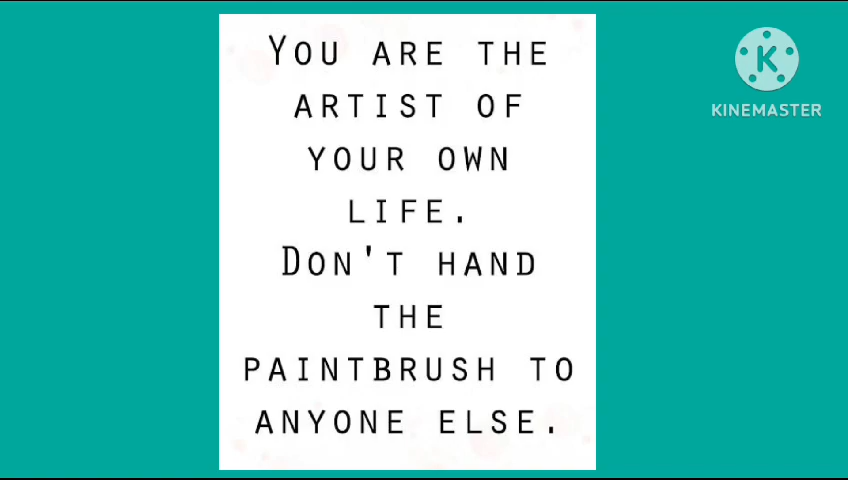 You are the
artist of
your own
life.
Don't hand
the
paintbrush to
anyone else.
K
KINEMASTER